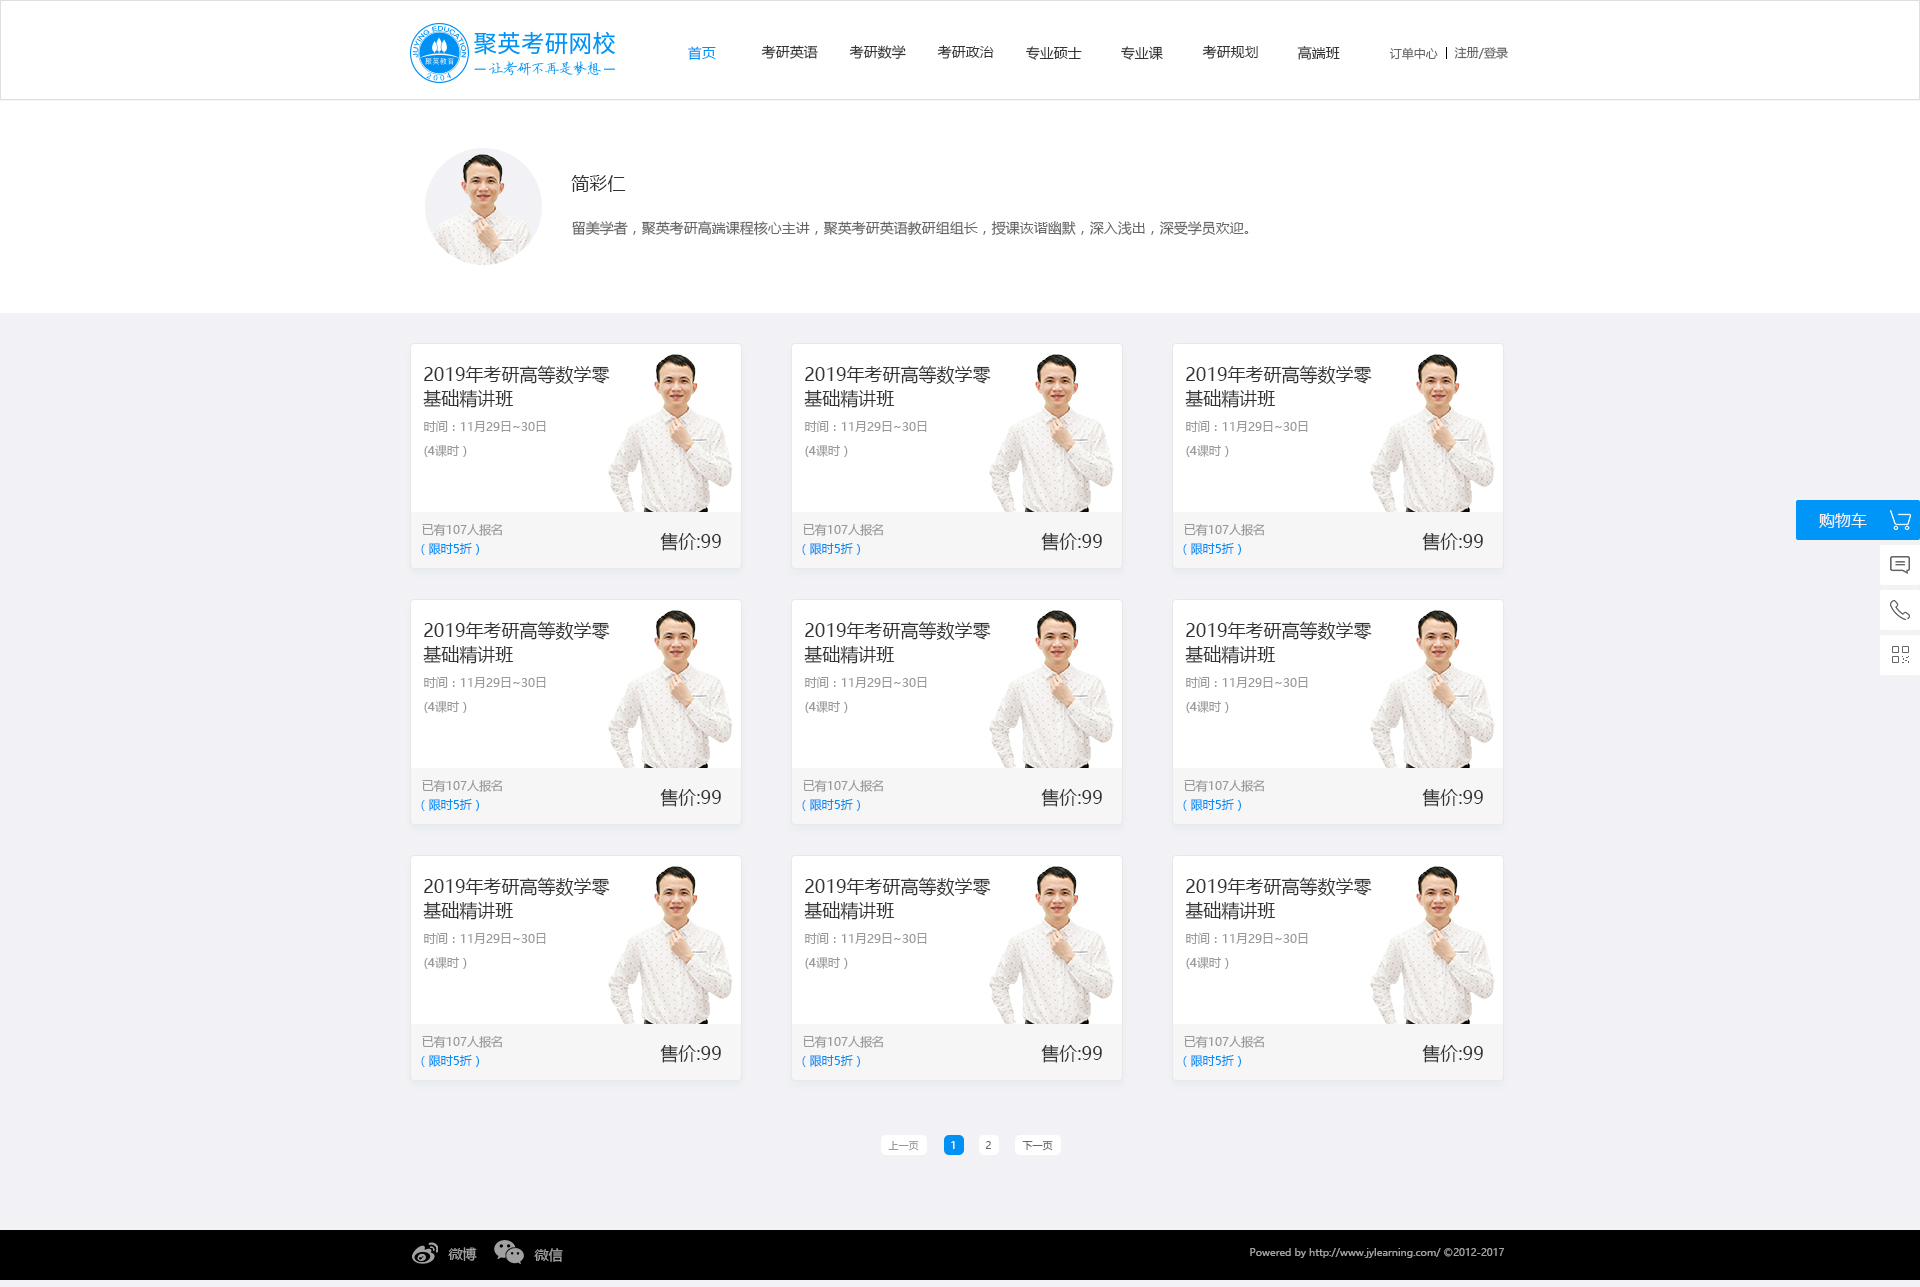 JUYING EDUCATION
聚英教育
2004
聚英考研网校
让考研不再是梦想
首页 考研英语 考研数学 考研政治 专业硕士 专业课 考研规划 高端班 订单中心 注册/登录
简彩仁
留美学者，聚英考研高端课程核心主讲，聚英考研英语教研组组长，授课诙谐幽默，深入浅出，深受学员欢迎。
2019年考研高等数学零
基础精讲班
时间：11月29日~30日
(4课时）
已有107人报名
（限时5折）
售价:99
2019年考研高等数学零
基础精讲班
时间：11月29日~30日
(4课时）
已有107人报名
（限时5折）
售价:99
2019年考研高等数学零
基础精讲班
时间：11月29日~30日
(4课时）
已有107人报名
（限时5折）
售价:99
购物车
2019年考研高等数学零
基础精讲班
时间：11月29日~30日
(4课时）
已有107人报名
（限时5折）
售价:99
2019年考研高等数学零
基础精讲班
时间：11月29日~30日
(4课时）
已有107人报名
（限时5折）
售价:99
2019年考研高等数学零
基础精讲班
时间：11月29日~30日
(4课时）
已有107人报名
（限时5折）
售价:99
2019年考研高等数学零
基础精讲班
时间：11月29日~30日
(4课时）
已有107人报名
（限时5折）
售价:99
2019年考研高等数学零
基础精讲班
时间：11月29日~30日
(4课时）
已有107人报名
（限时5折）
售价:99
2019年考研高等数学零
基础精讲班
时间：11月29日~30日
(4课时）
已有107人报名
（限时5折）
售价:99
上一页 1 2 下一页
微博 微信 Powered by http://www.jylearning.com/ ©2012-2017